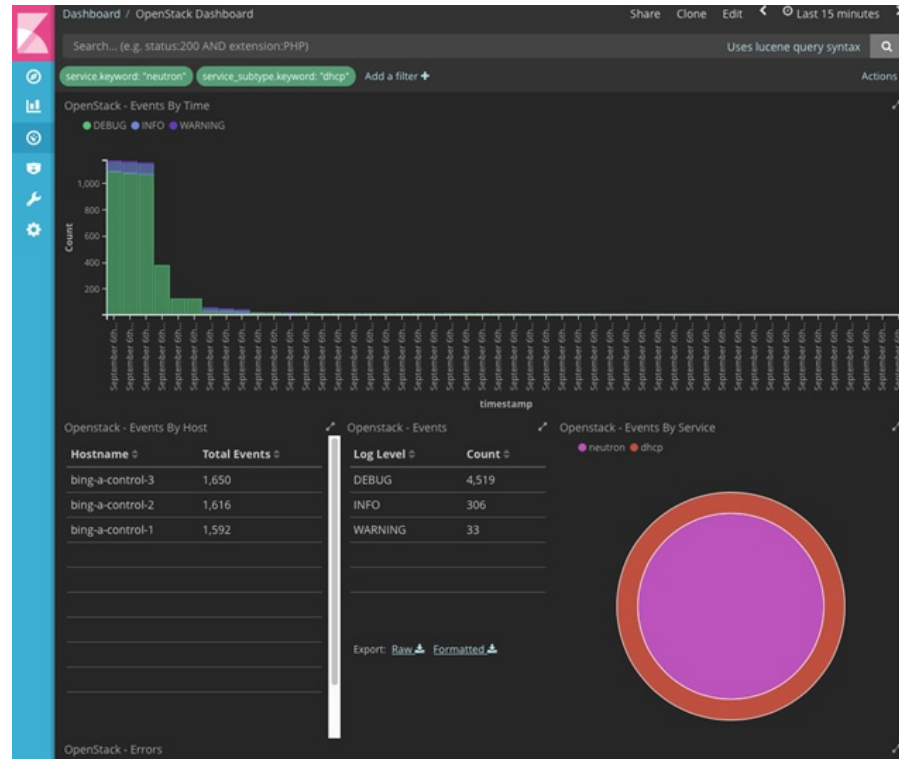 Dashboard / OpenStack Dashboard Share Clone Edit Last 15 minutes
Search... (e.g. status:200 AND extension:PHP) Uses lucene query syntax
service.keyword: "neutron" service_subtype.keyword: "dhcp" Add a filter + Actions
OpenStack - Events By Time
DEBUG INFO WARNING
Count
1,000
800
600
400
200
September 6th...
timestamp
Openstack - Events By Host
Hostname Total Events
bing-a-control-3 1,650
bing-a-control-2 1,616
bing-a-control-1 1,592
Openstack - Events
Log Level Count
DEBUG 4,519
INFO 306
WARNING 33
Export: Raw Formatted
Openstack - Events By Service
neutron dhcp
OpenStack - Errors